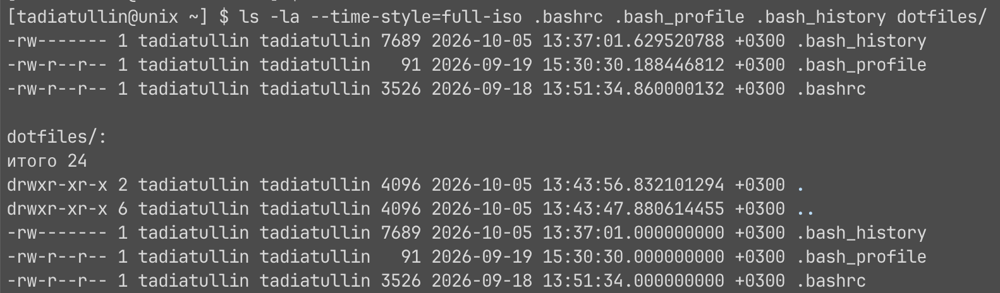 [tadiatullin@unix ~] $ ls -la --time-style=full-iso .bashrc .bash_profile .bash_history dotfiles/
-rw------- 1 tadiatullin tadiatullin 7689 2026-10-05 13:37:01.629520788 +0300 .bash_history
-rw-r--r-- 1 tadiatullin tadiatullin   91 2026-09-19 15:30:30.188446812 +0300 .bash_profile
-rw-r--r-- 1 tadiatullin tadiatullin 3526 2026-09-18 13:51:34.860000132 +0300 .bashrc

dotfiles/:
итого 24
drwxr-xr-x 2 tadiatullin tadiatullin 4096 2026-10-05 13:43:56.832101294 +0300 .
drwxr-xr-x 6 tadiatullin tadiatullin 4096 2026-10-05 13:43:47.880614455 +0300 ..
-rw------- 1 tadiatullin tadiatullin 7689 2026-10-05 13:37:01.000000000 +0300 .bash_history
-rw-r--r-- 1 tadiatullin tadiatullin   91 2026-09-19 15:30:30.000000000 +0300 .bash_profile
-rw-r--r-- 1 tadiatullin tadiatullin 3526 2026-09-18 13:51:34.000000000 +0300 .bashrc